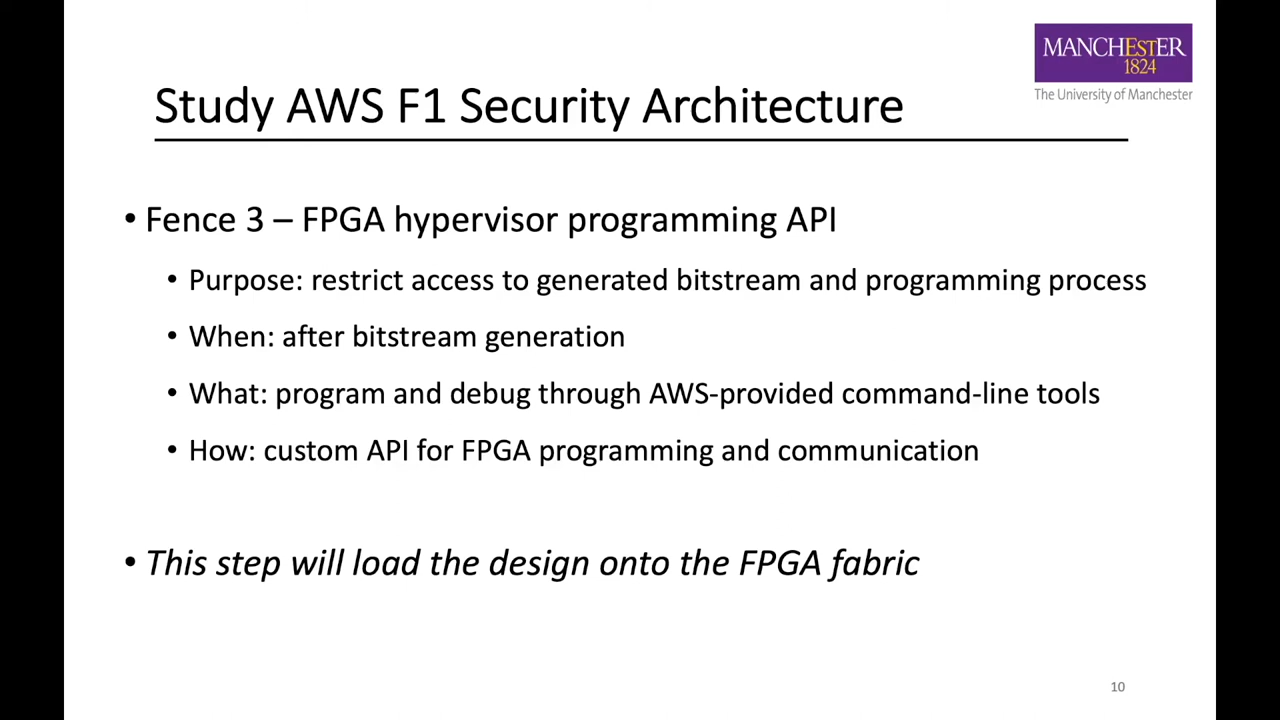 MANCHESTER
1824
The University of Manchester
Study AWS F1 Security Architecture
• Fence 3 – FPGA hypervisor programming API
• Purpose: restrict access to generated bitstream and programming process
• When: after bitstream generation
• What: program and debug through AWS-provided command-line tools
• How: custom API for FPGA programming and communication
• This step will load the design onto the FPGA fabric
10